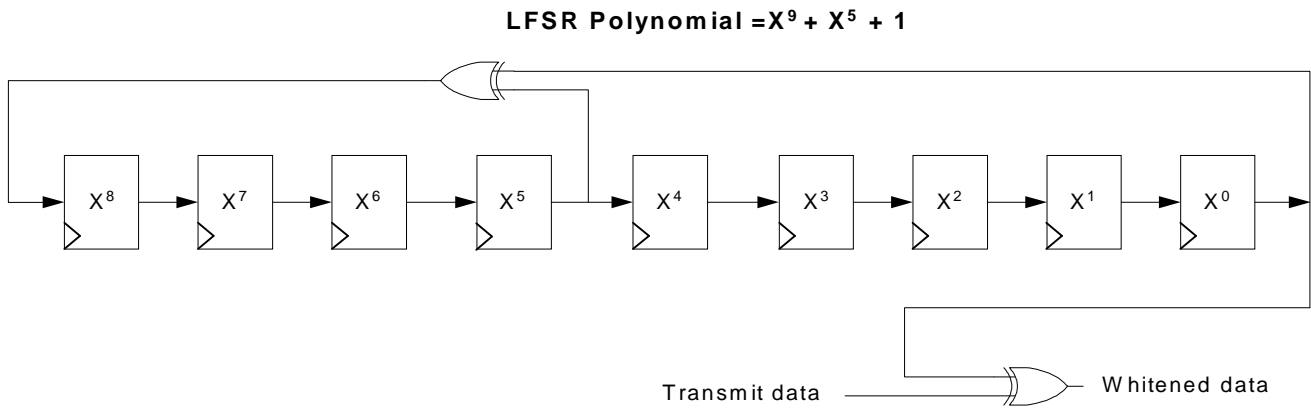 LFSR Polynomial =X⁹ + X⁵ + 1
X⁸ X⁷ X⁶ X⁵ X⁴ X³ X² X¹ X⁰
Transmit data
Whitened data